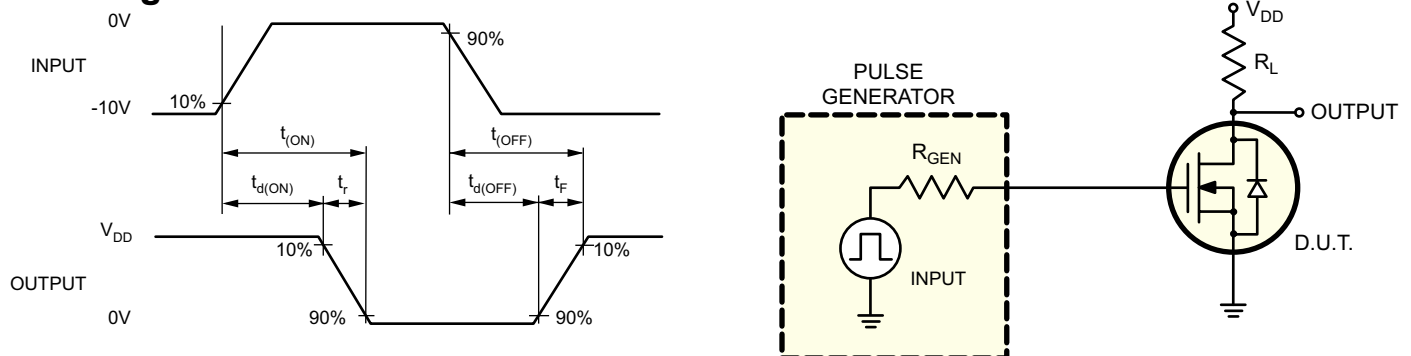 0V
INPUT
-10V
10%
90%
t(ON)
t(OFF)
td(ON)
tr
td(OFF)
tF
VDD
10%
10%
OUTPUT
0V
90%
90%
VDD
RL
OUTPUT
PULSE
GENERATOR
RGEN
INPUT
D.U.T.